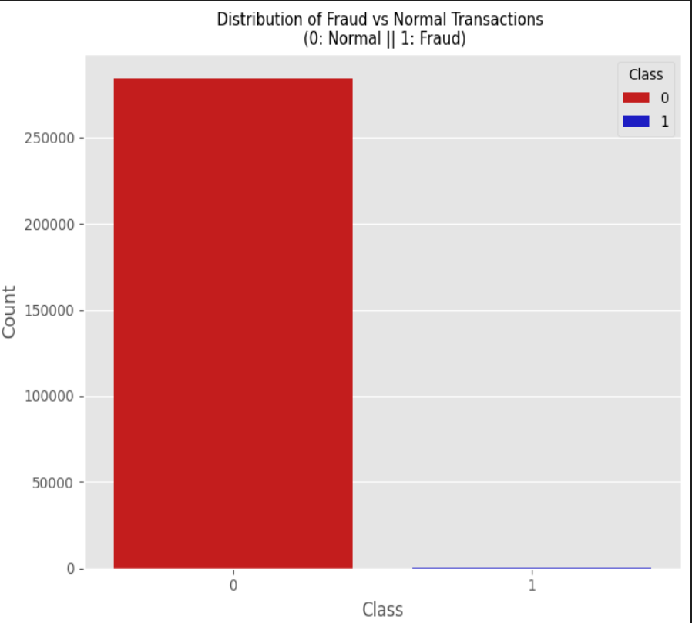 Distribution of Fraud vs Normal Transactions
(0: Normal || 1: Fraud)
Class
0
1
250000
200000
150000
100000
50000
0
Count
0
1
Class